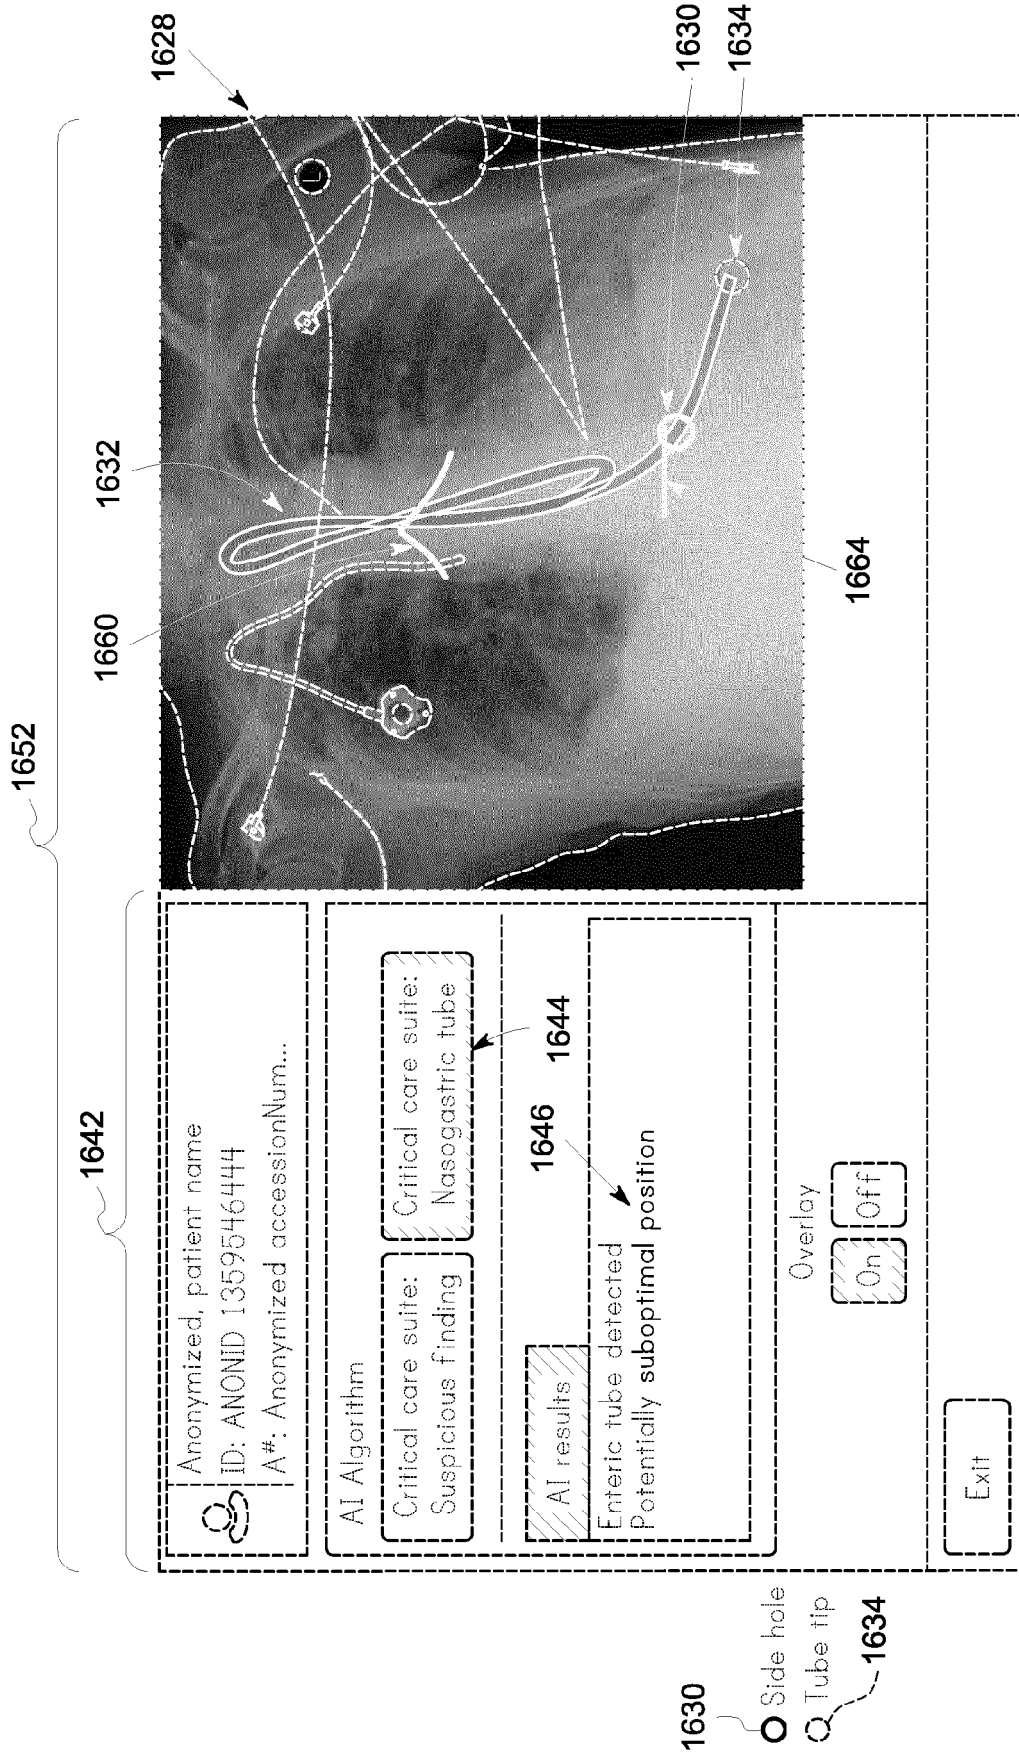 1652
1642
Anonymized, patient name
ID: ANONID 1359546444
A#: Anonymized accessionNum...
AI Algorithm
Critical care suite:
Suspicious finding
Critical care suite:
Nasogastric tube
1644
AI results
1646
Enteric tube detected
Potentially suboptimal position
Overlay
On
Off
Exit
1660
1632
1628
L
1630
1634
1664
1630
Side hole
Tube tip
1634